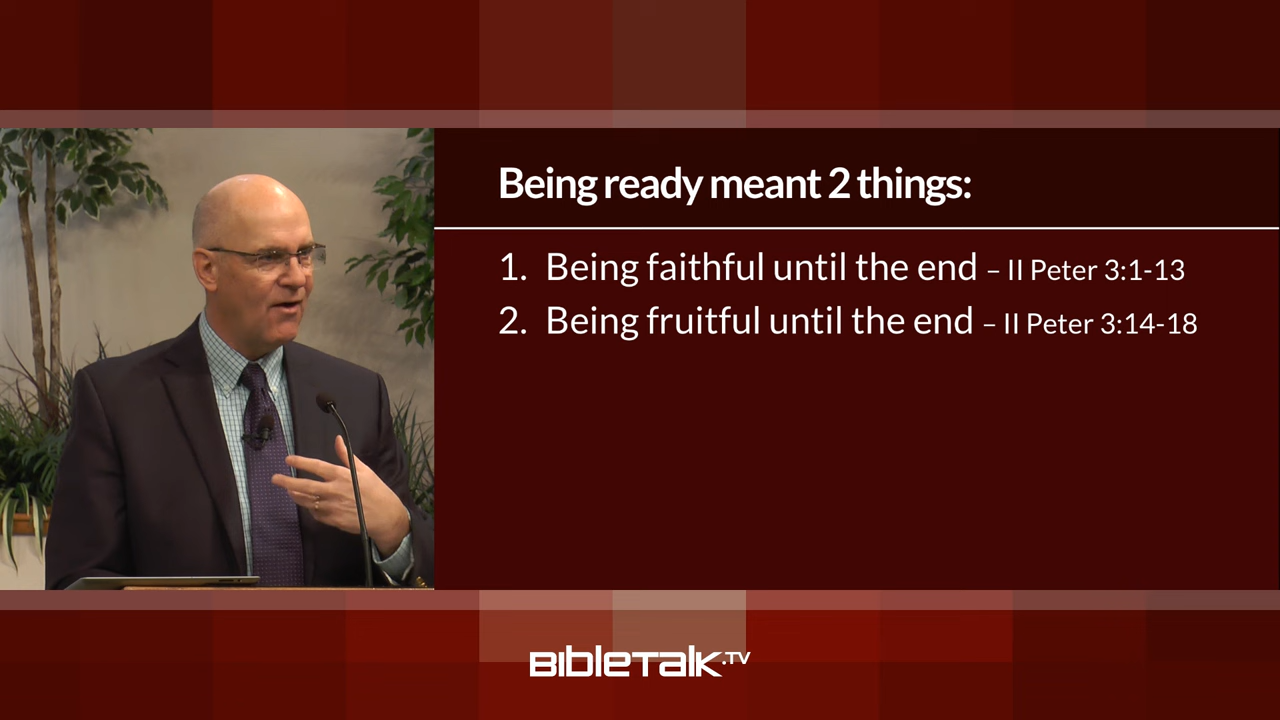 Being ready meant 2 things:
1. Being faithful until the end – II Peter 3:1-13
2. Being fruitful until the end – II Peter 3:14-18
BIBLETALK.TV